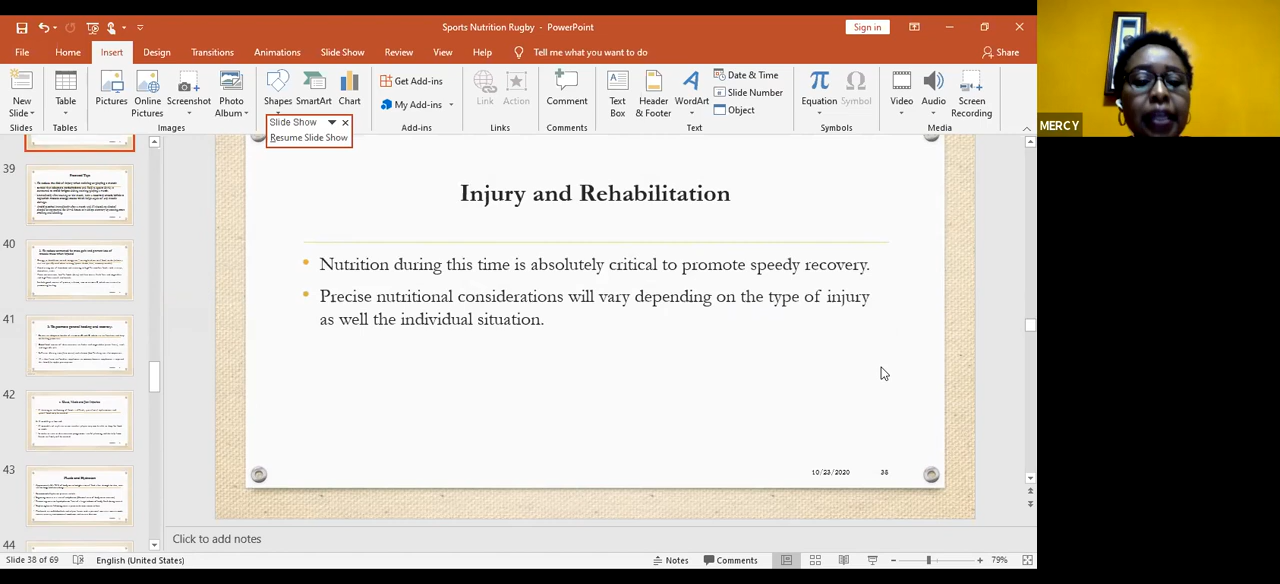 Sports Nutrition Rugby - PowerPoint
Sign in
File Home Insert Design Transitions Animations Slide Show Review View Help Tell me what you want to do Share
New Slide
Table
Pictures
Online Pictures
Screenshot
Photo Album
Shapes
SmartArt
Chart
Get Add-ins
My Add-ins
Link
Action
Comment
Text Box
Header & Footer
WordArt
Date & Time
Slide Number
Object
Equation
Symbol
Video
Audio
Screen Recording
Slides Tables Images Add-ins Links Comments Text Symbols Media
Slide Show
Resume Slide Show
MERCY
39
40
41
42
43
44
Injury and Rehabilitation
• Nutrition during this time is absolutely critical to promote speedy recovery.
• Precise nutritional considerations will vary depending on the type of injury
as well the individual situation.
10/23/2020 38
Click to add notes
Slide 38 of 69 English (United States) Notes Comments 79%